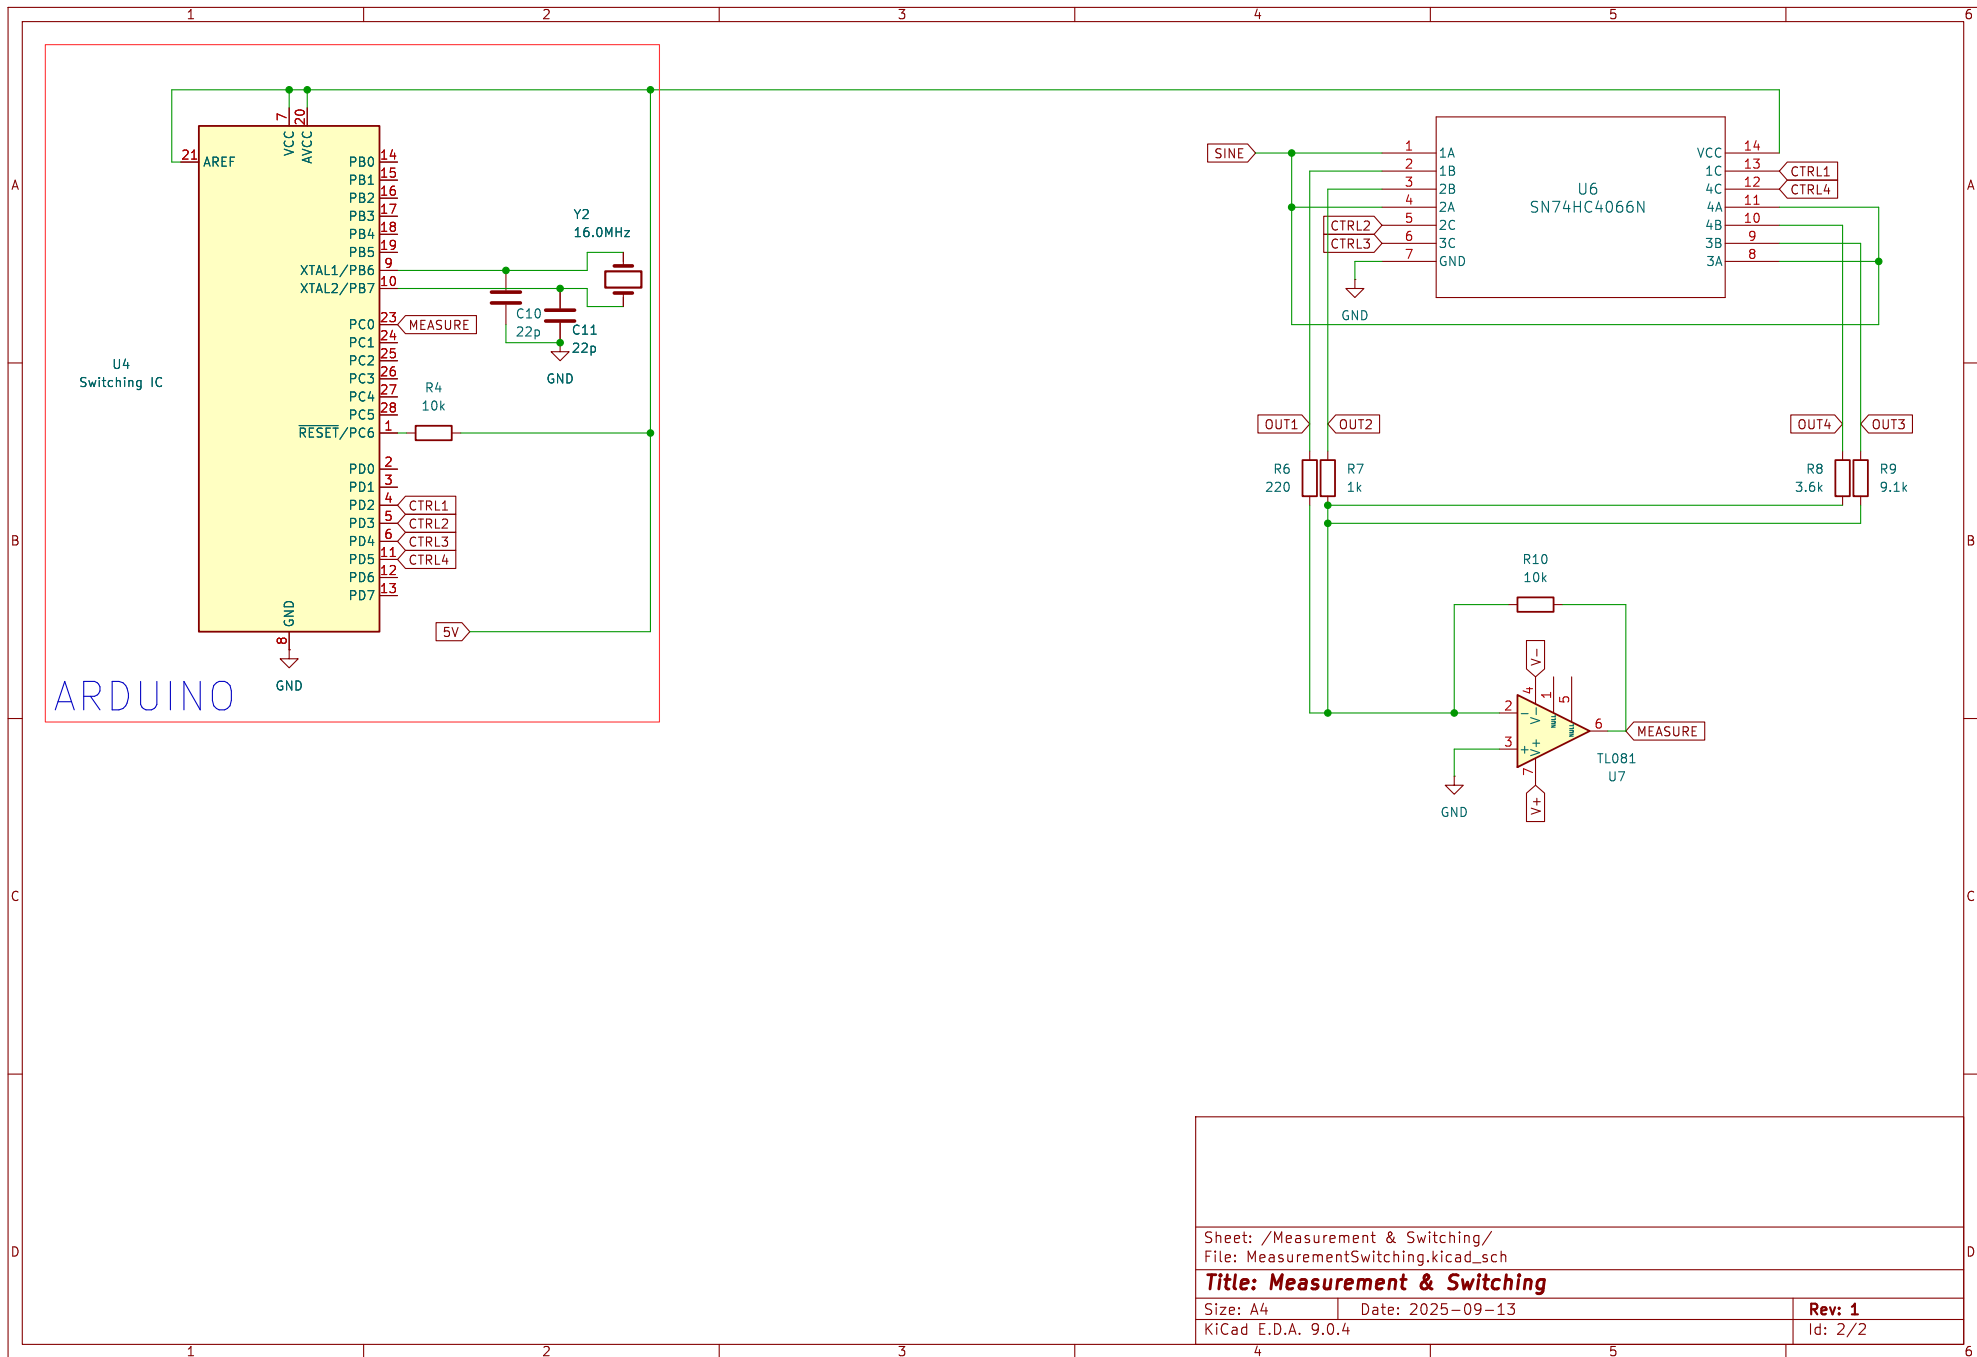 1 2 3 4 5 6
A
B
C
D
7
VCC
20
AVCC
21 AREF
PB0 14
PB1 15
PB2 16
PB3 17
PB4 18
PB5 19
XTAL1/PB6 9
XTAL2/PB7 10
PC0 23 MEASURE
PC1 24
PC2 25
PC3 26
PC4 27
PC5 28
RESET/PC6 1
PD0 2
PD1 3
PD2 4 CTRL1
PD3 5 CTRL2
PD4 6 CTRL3
PD5 11 CTRL4
PD6 12
PD7 13
GND
8
GND
U4
Switching IC
Y2
16.0MHz
C10
22p
C11
22p
GND
R4
10k
5V
ARDUINO
SINE
1 1A
2 1B
3 2B
4 2A
CTRL2 5 2C
CTRL3 6 3C
7 GND
GND
U6
SN74HC4066N
VCC 14
1C 13 CTRL1
4C 12 CTRL4
4A 11
4B 10
3B 9
3A 8
OUT1 OUT2
OUT4 OUT3
R6
220
R7
1k
R8
3.6k
R9
9.1k
R10
10k
V-
4
V-
1
NULL
5
NULL
2 -
3 +
6 MEASURE
V+
7
V+
GND
TL081
U7
Sheet: /Measurement & Switching/
File: MeasurementSwitching.kicad_sch
Title: Measurement & Switching
Size: A4 Date: 2025-09-13 Rev: 1
KiCad E.D.A. 9.0.4 Id: 2/2
A
B
C
D
1 2 3 4 5 6